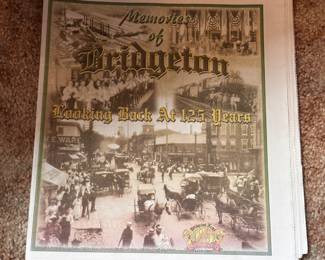 Memories
of
Bridgeton
Looking Back At 125 Years